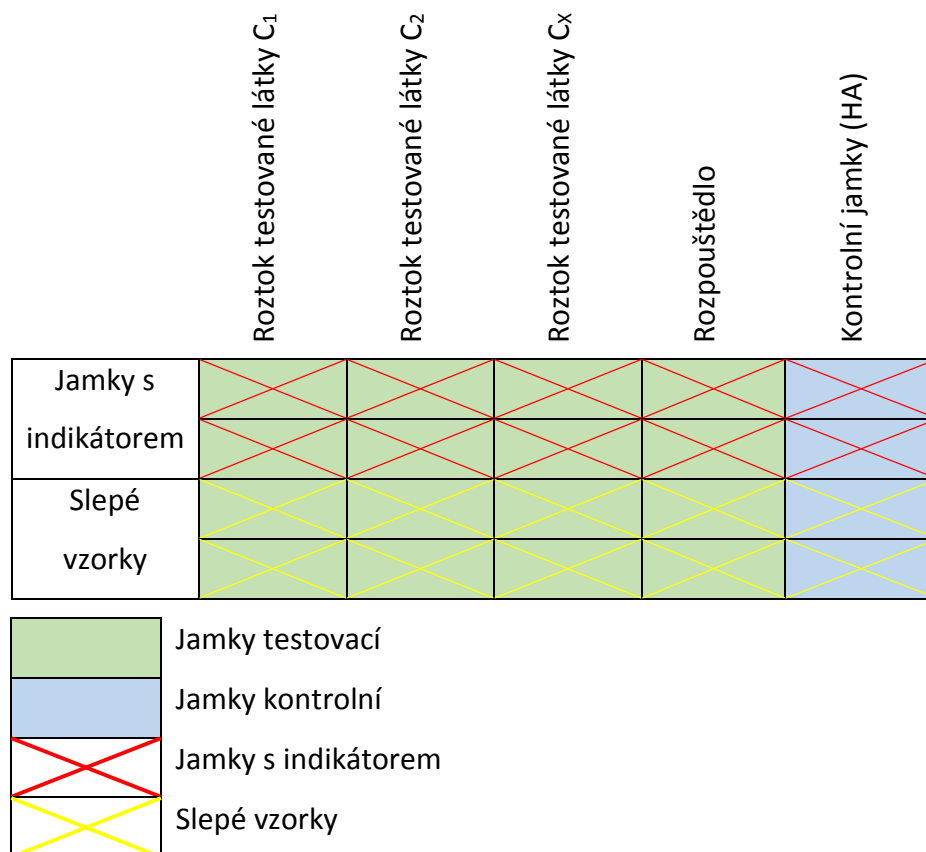 Roztok testované látky C₁
Roztok testované látky C₂
Roztok testované látky Cₓ
Rozpouštědlo
Kontrolní jamky (HA)
Jamky s
indikátorem
Slepé
vzorky
Jamky testovací
Jamky kontrolní
Jamky s indikátorem
Slepé vzorky